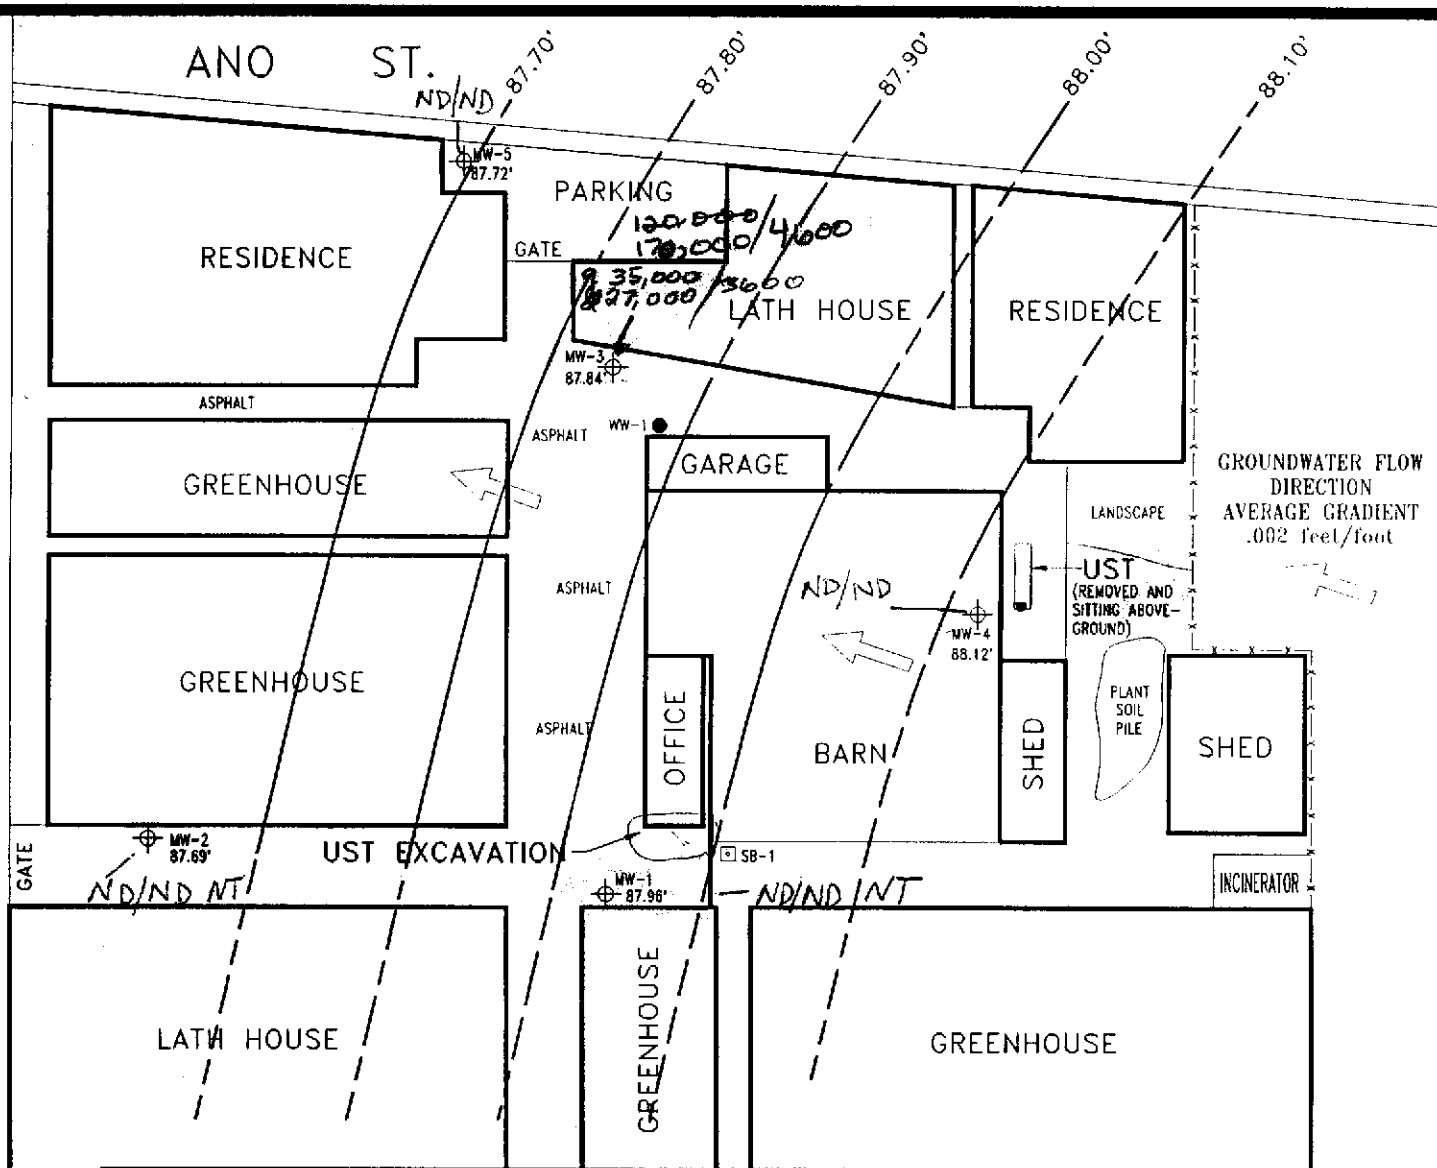 ANO ST.
87.70'
87.80'
87.90'
88.00'
88.10'
ND/ND
MW-5
87.72'
PARKING
120,000
170,000/4600
GATE
35,000
27,000/3600
RESIDENCE
LATH HOUSE
RESIDENCE
MW-3
87.84'
ASPHALT
WW-1
ASPHALT
GARAGE
GREENHOUSE
GROUNDWATER FLOW
DIRECTION
AVERAGE GRADIENT
.002 feet/foot
LANDSCAPE
UST
(REMOVED AND
SITTING ABOVE-
GROUND)
ASPHALT
ND/ND
MW-4
88.12'
GREENHOUSE
PLANT
SOIL
PILE
OFFICE
ASPHALT
BARN
SHED
SHED
MW-2
87.69'
UST EXCAVATION
SB-1
GATE
ND/ND NT
MW-1
87.96'
ND/ND/NT
INCINERATOR
LATH HOUSE
GREENHOUSE
GREENHOUSE